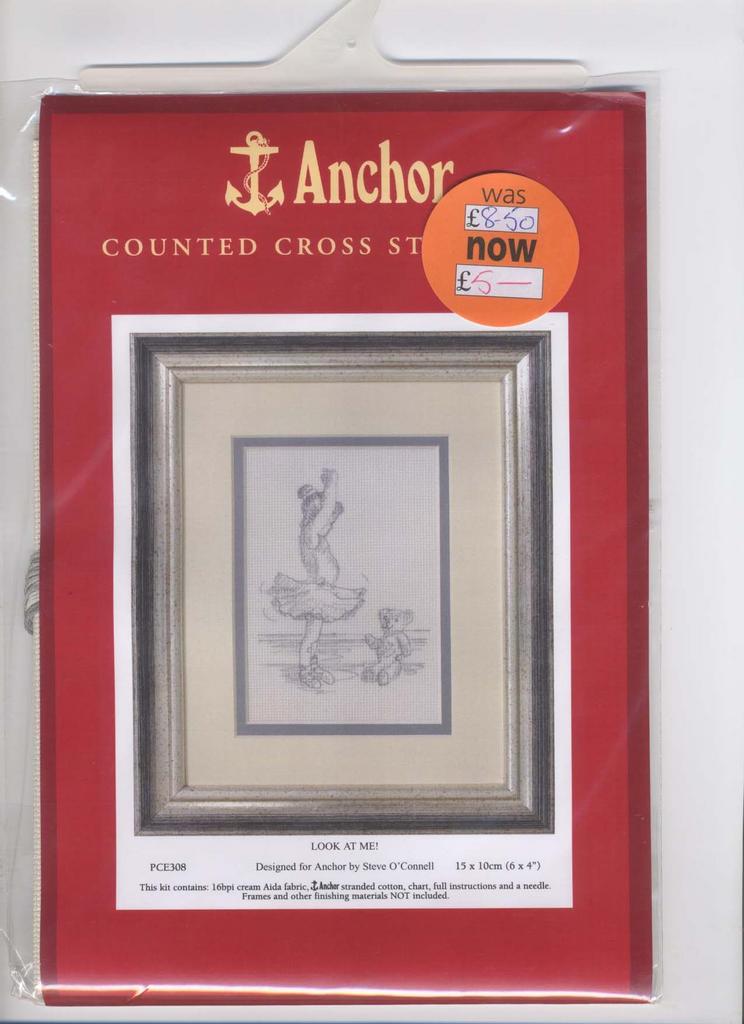 Anchor
COUNTED CROSS ST
was
£8-50
now
£5—
LOOK AT ME!
PCE308 Designed for Anchor by Steve O'Connell 15 x 10cm (6 x 4")
This kit contains: 16bpi cream Aida fabric, Anchor stranded cotton, chart, full instructions and a needle.
Frames and other finishing materials NOT included.